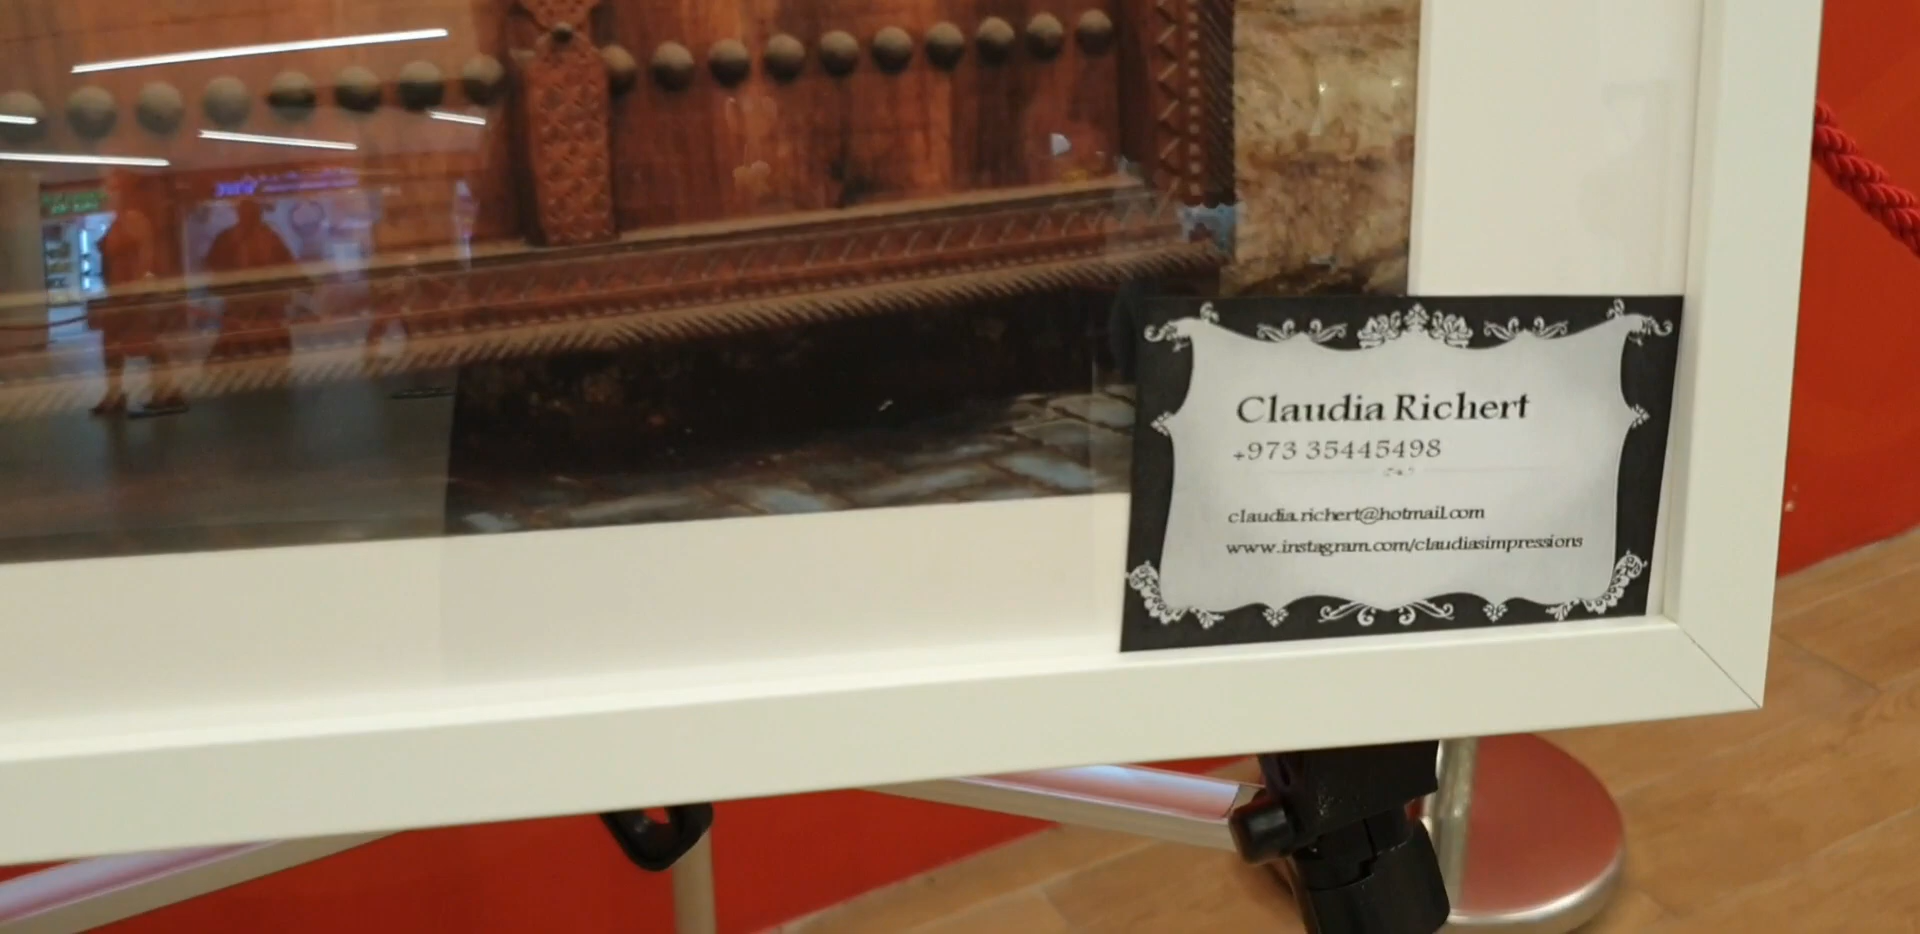 Claudia Richert
+973 35445498
claudia.richert@hotmail.com
www.instagram.com/claudiasimpressions